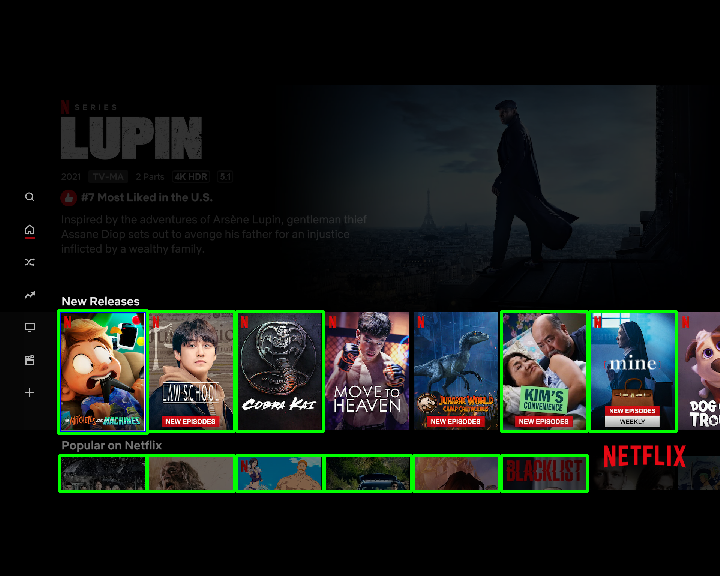 N SERIES
LUPIN
2021 TV-MA 2 Parts 4K HDR 5.1
#7 Most Liked in the U.S.
Inspired by the adventures of Arsène Lupin, gentleman thief
Assane Diop sets out to avenge his father for an injustice
inflicted by a wealthy family.
New Releases
THE MITCHELLS VS. THE MACHINES
LAW SCHOOL
NEW EPISODES
COBRA KAI
MOVE TO
HEAVEN
JURASSIC WORLD
CAMP CRETACEOUS
NEW EPISODES
KIM'S
CONVENIENCE
NEW EPISODES
mine
NEW EPISODES
WEEKLY
DOG
Popular on Netflix
BLACKLIST
NETFLIX